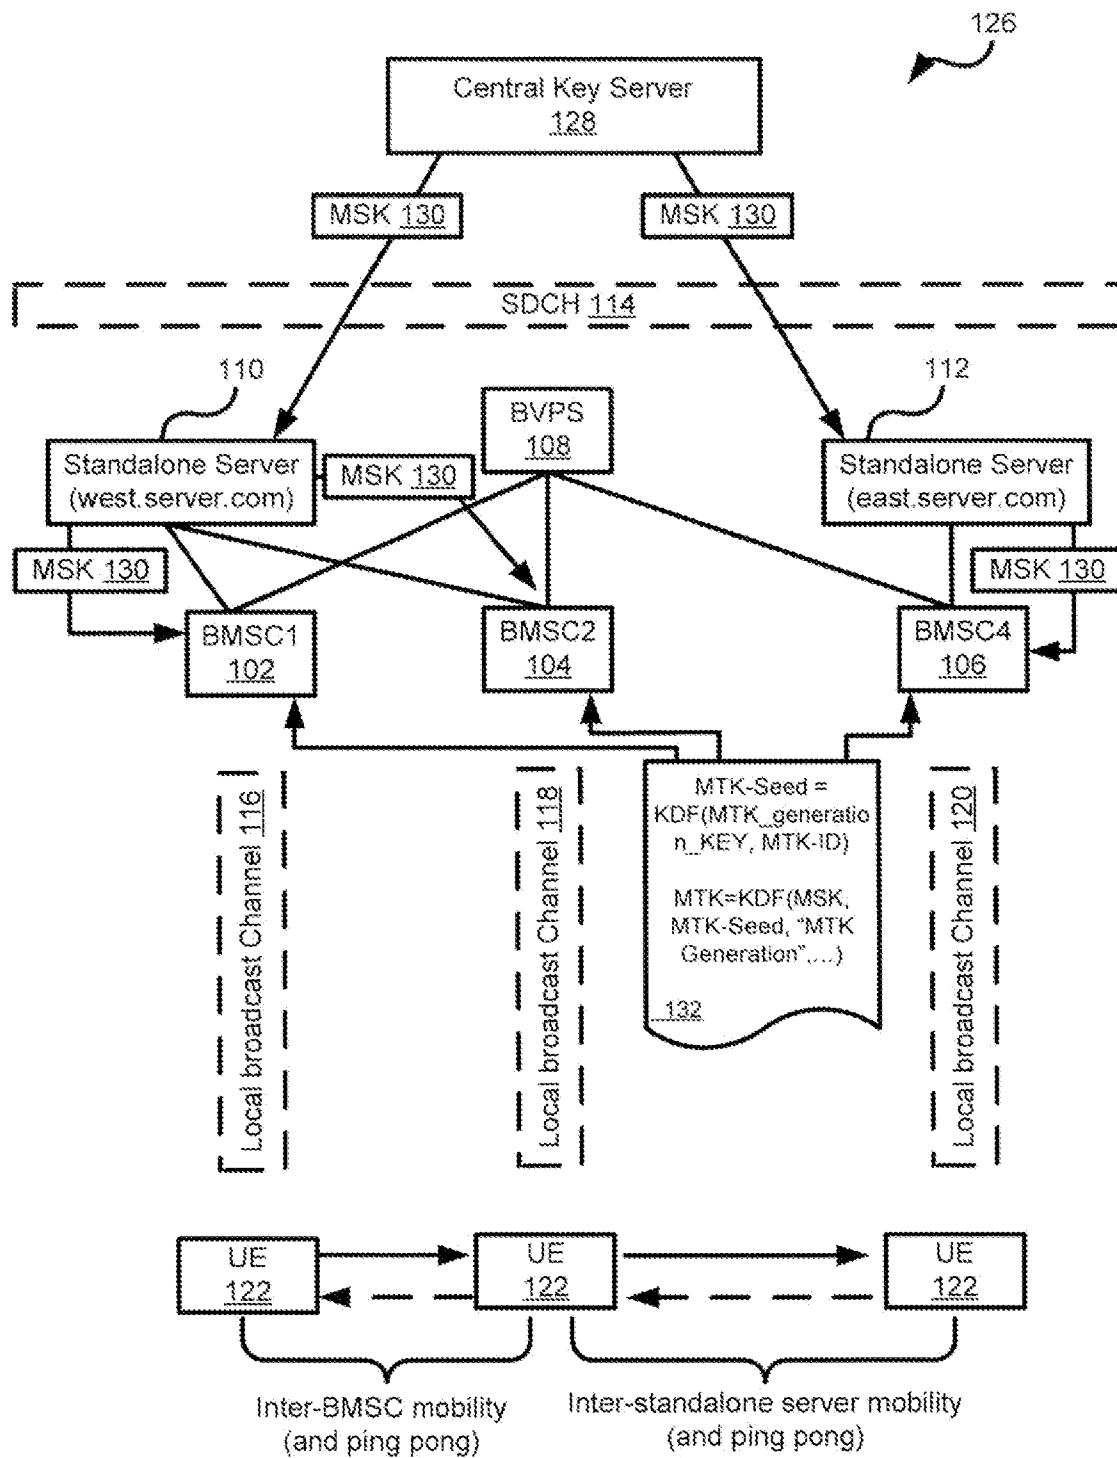 126
Central Key Server
128
MSK 130
MSK 130
SDCH 114
110
112
BVPS
108
Standalone Server
(west.server.com)
MSK 130
Standalone Server
(east.server.com)
MSK 130
MSK 130
BMSC1
102
BMSC2
104
BMSC4
106
Local broadcast Channel 116
Local broadcast Channel 118
MTK-Seed =
KDF(MTK_generatio
n_KEY, MTK-ID)
MTK=KDF(MSK,
MTK-Seed, "MTK
Generation",...)
132
Local broadcast Channel 120
UE
122
UE
122
UE
122
Inter-BMSC mobility
(and ping pong)
Inter-standalone server mobility
(and ping pong)